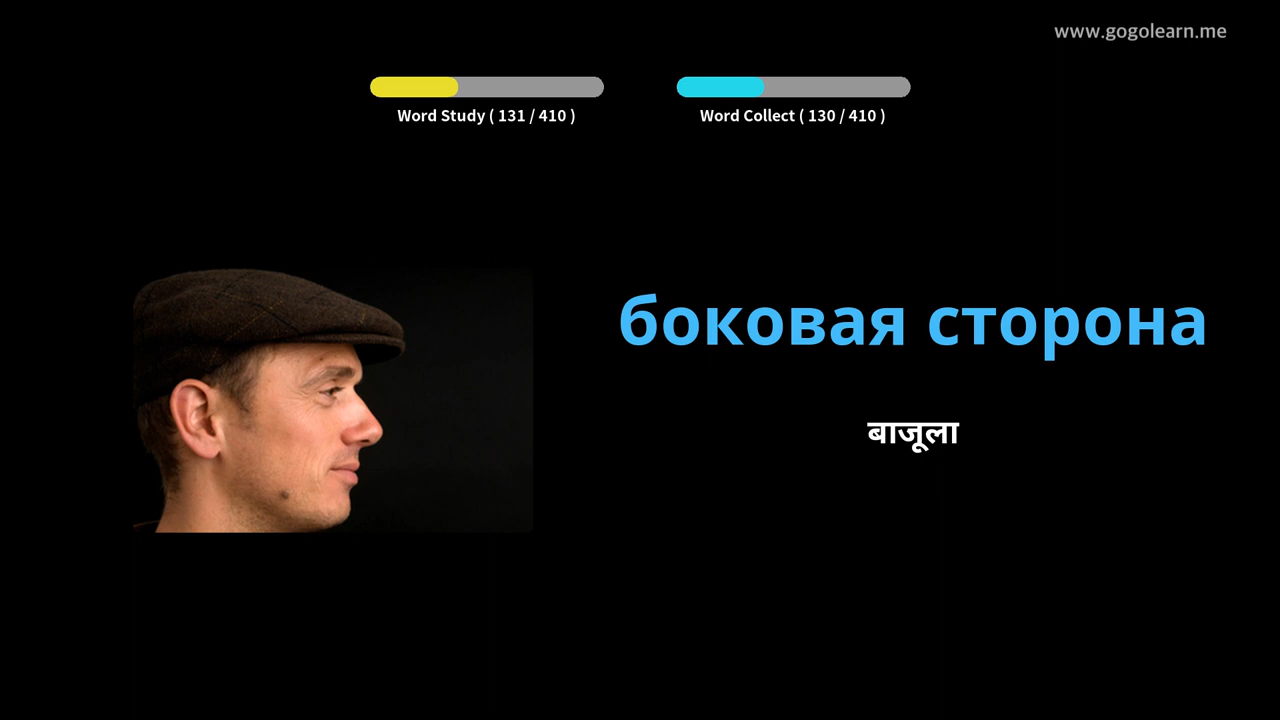 www.gogolearn.me
Word Study ( 131 / 410 )
Word Collect ( 130 / 410 )
боковая сторона
बाजूला